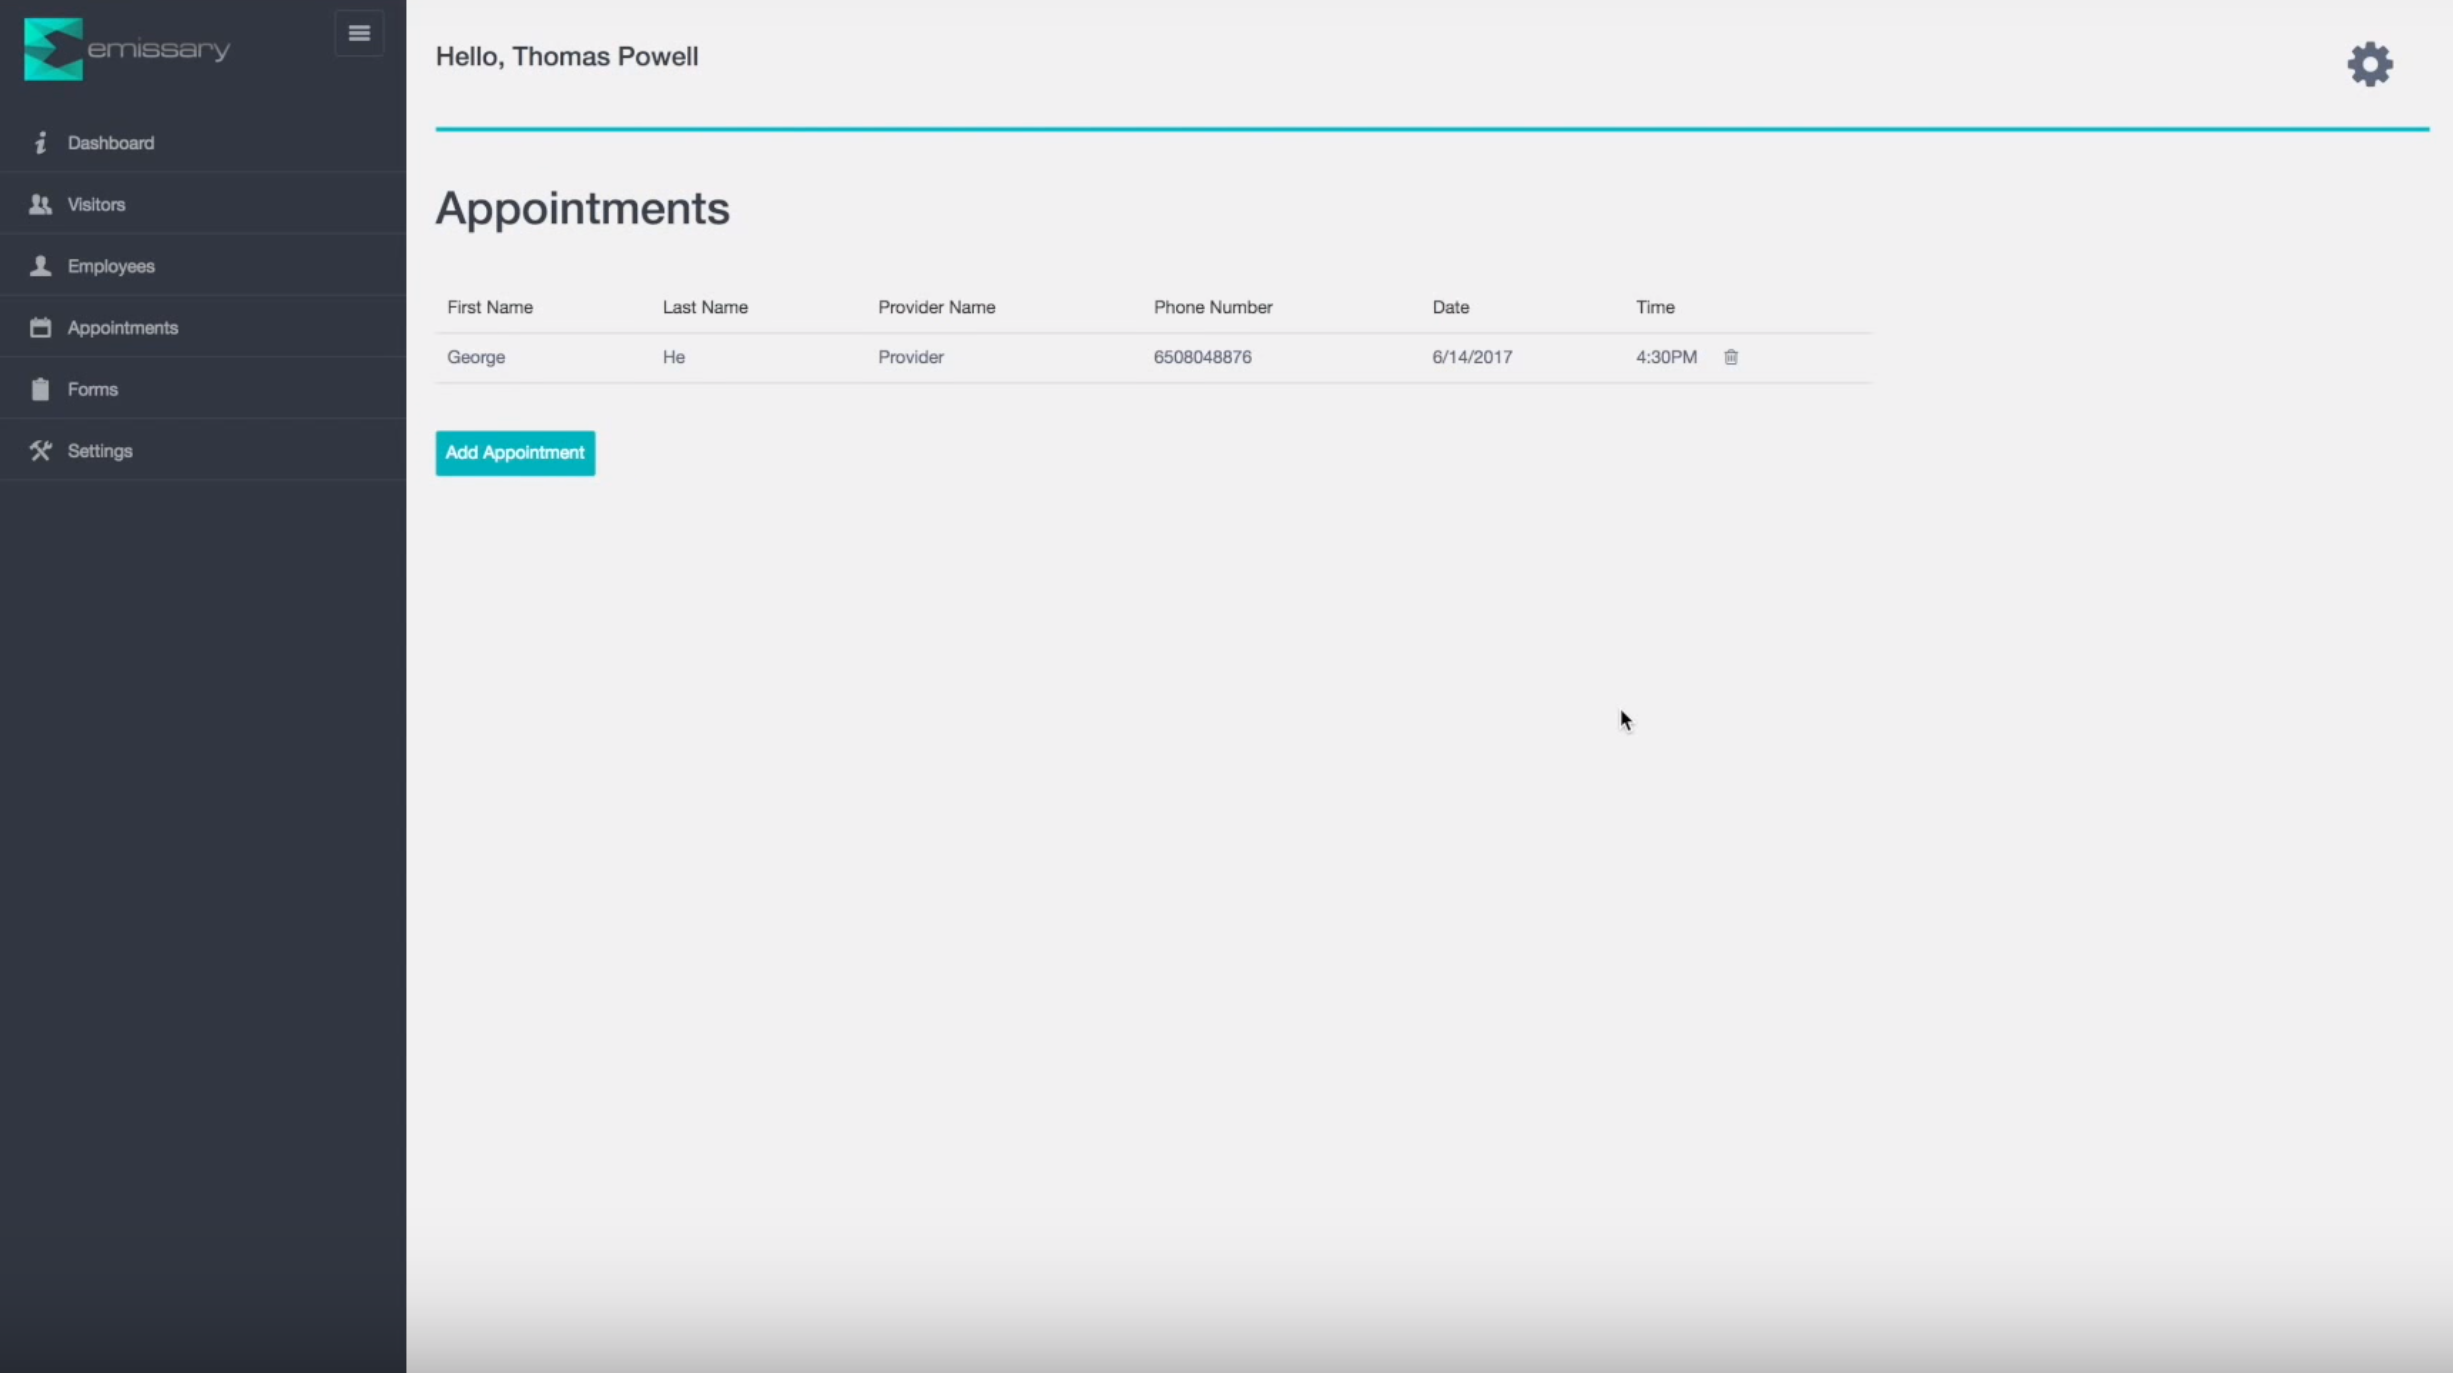 emissary
Dashboard
Visitors
Employees
Appointments
Forms
Settings
Hello, Thomas Powell
Appointments
First Name Last Name Provider Name Phone Number Date Time
George He Provider 6508048876 6/14/2017 4:30PM
Add Appointment